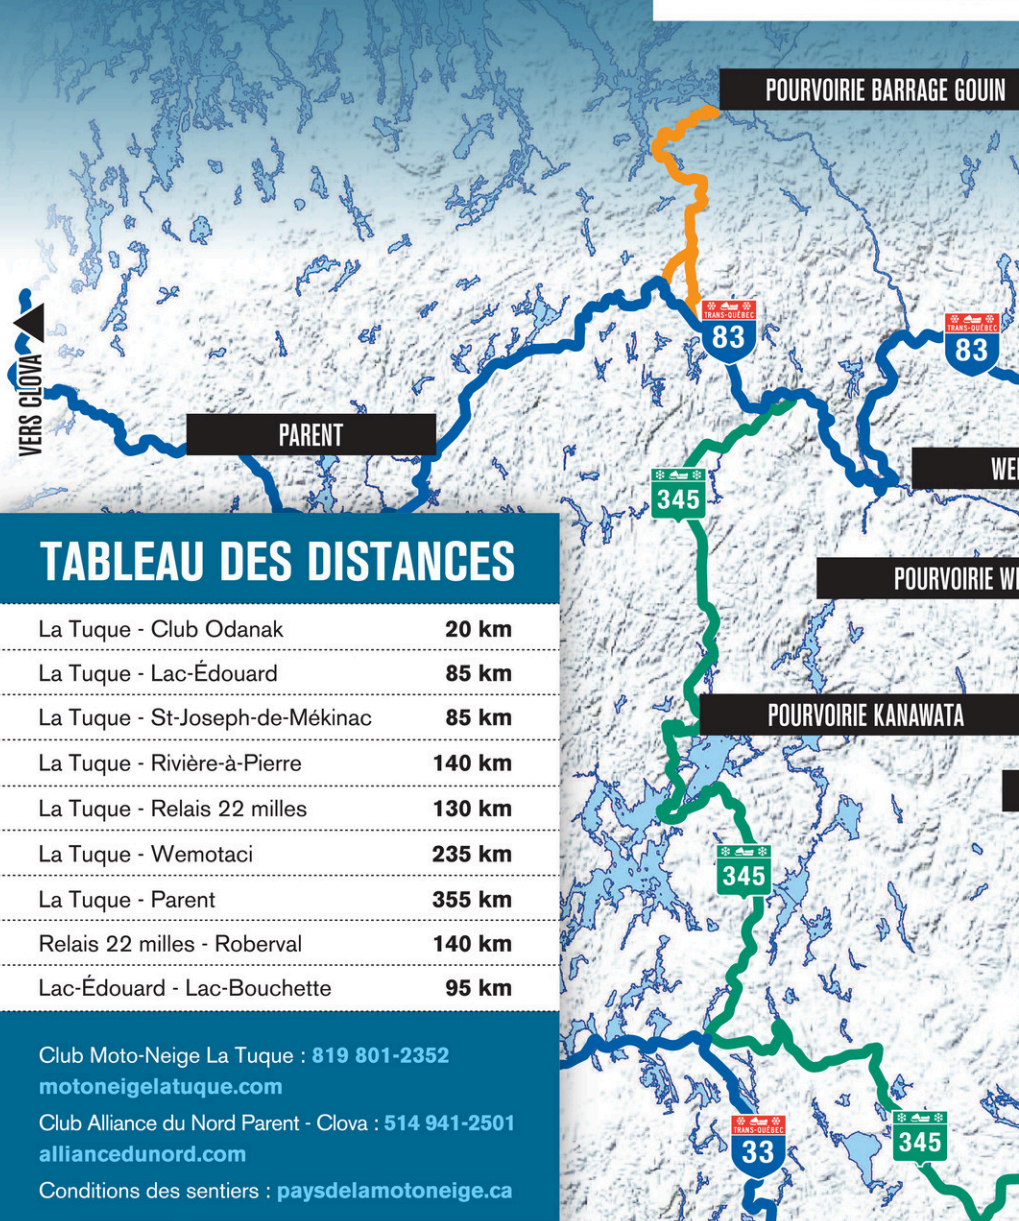 POURVOIRIE BARRAGE GOUIN
TRANS-QUÉBEC
83
TRANS-QUÉBEC
83
VERS CLOVA
PARENT
345
WE
POURVOIRIE W
POURVOIRIE KANAWATA
345
TRANS-QUÉBEC
33
345
TABLEAU DES DISTANCES
La Tuque - Club Odanak 20 km
La Tuque - Lac-Édouard 85 km
La Tuque - St-Joseph-de-Mékinac 85 km
La Tuque - Rivière-à-Pierre 140 km
La Tuque - Relais 22 milles 130 km
La Tuque - Wemotaci 235 km
La Tuque - Parent 355 km
Relais 22 milles - Roberval 140 km
Lac-Édouard - Lac-Bouchette 95 km
Club Moto-Neige La Tuque : 819 801-2352
motoneigelatuque.com
Club Alliance du Nord Parent - Clova : 514 941-2501
alliancedunord.com
Conditions des sentiers : paysdelamotoneige.ca